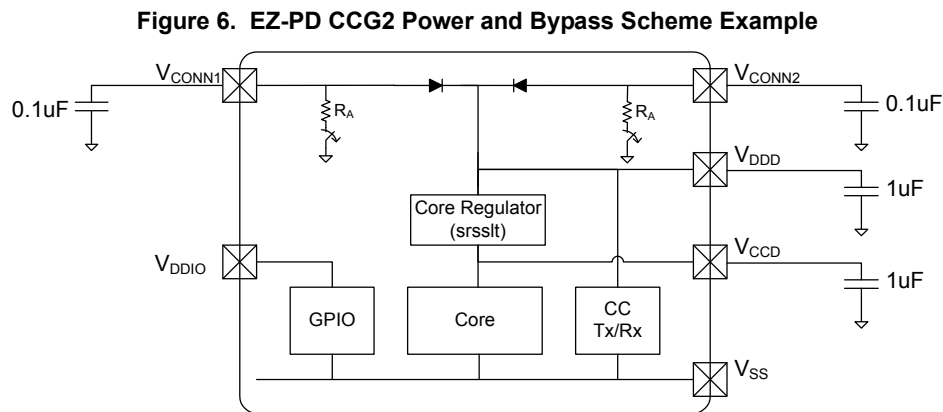 Figure 6. EZ-PD CCG2 Power and Bypass Scheme Example
VCONN1
VCONN2
0.1uF
RA
RA
0.1uF
VDDD
1uF
Core Regulator
(srsslt)
VDDIO
VCCD
1uF
GPIO
Core
CC
Tx/Rx
VSS